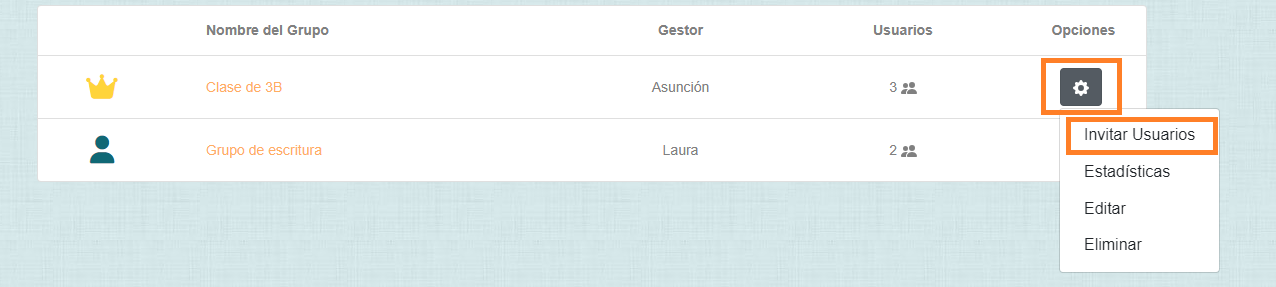 Nombre del Grupo Gestor Usuarios Opciones
Clase de 3B Asunción 3
Invitar Usuarios
Grupo de escritura Laura 2
Estadísticas
Editar
Eliminar